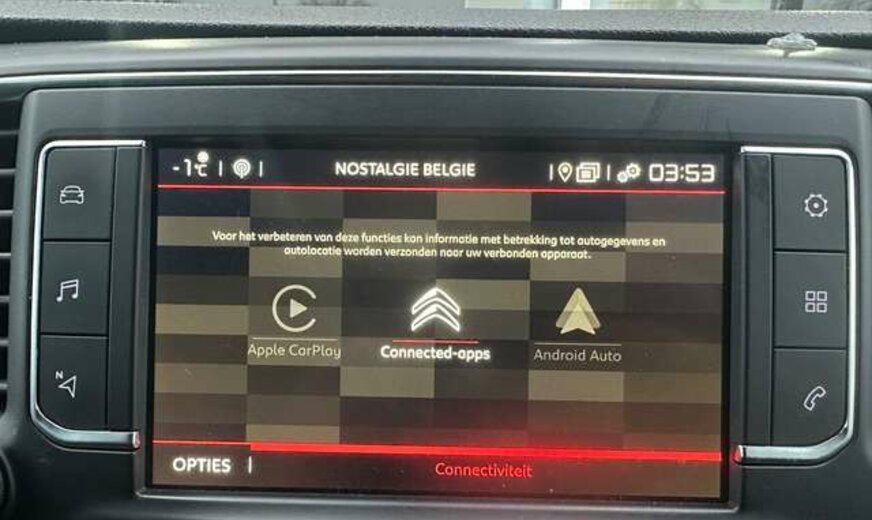 -1°C
NOSTALGIE BELGIE
03:53
Voor het verbeteren van deze functies kan informatie met betrekking tot autogegevens en
autolocatie worden verzonden naar uw verbonden apparaat.
Apple CarPlay
Connected-apps
Android Auto
N
OPTIES
Connectiviteit